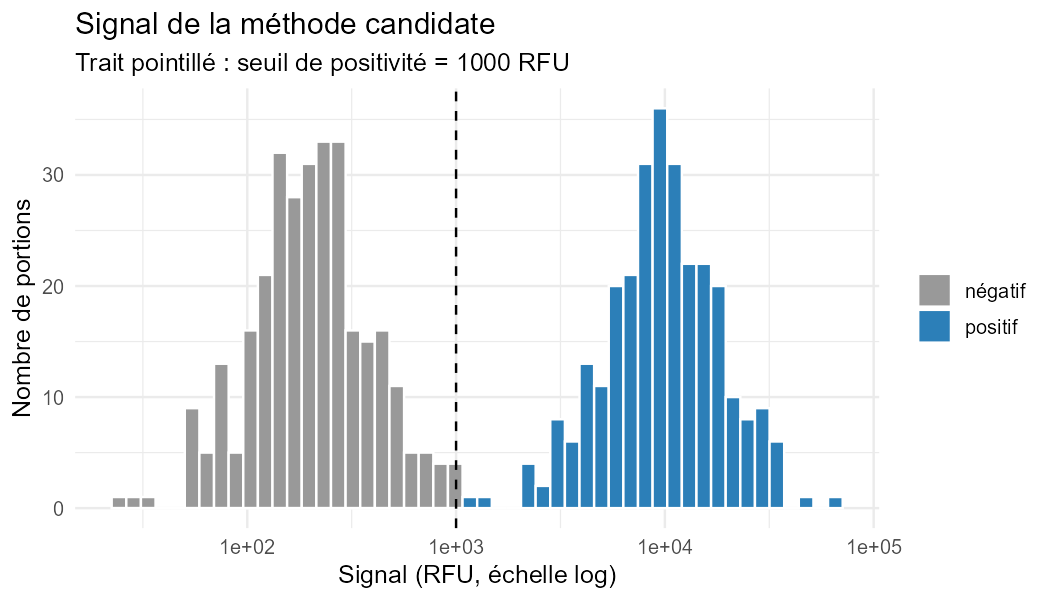 Signal de la méthode candidate
Trait pointillé : seuil de positivité = 1000 RFU
Nombre de portions
30
20
10
0
1e+02
1e+03
1e+04
1e+05
Signal (RFU, échelle log)
négatif
positif